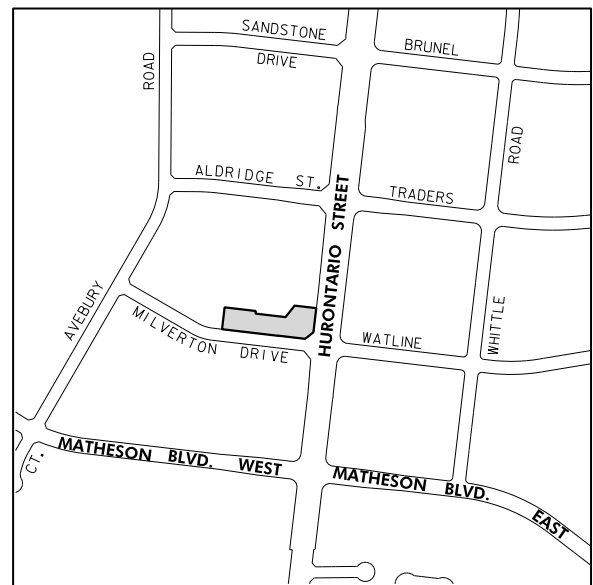 SANDSTONE
DRIVE
BRUNEL
ROAD
ROAD
ALDRIDGE ST.
TRADERS
HURONTARIO STREET
AVEBURY
MILVERTON DRIVE
WATLINE
WHITTLE
MATHESON BLVD. WEST
MATHESON BLVD. EAST
CT.